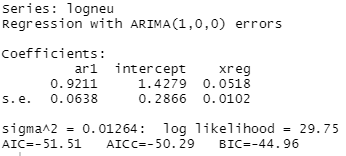 Series: logneu
Regression with ARIMA(1,0,0) errors
Coefficients:
ar1 intercept xreg
0.9211 1.4279 0.0518
s.e. 0.0638 0.2866 0.0102
sigma^2 = 0.01264: log likelihood = 29.75
AIC=-51.51 AICc=-50.29 BIC=-44.96